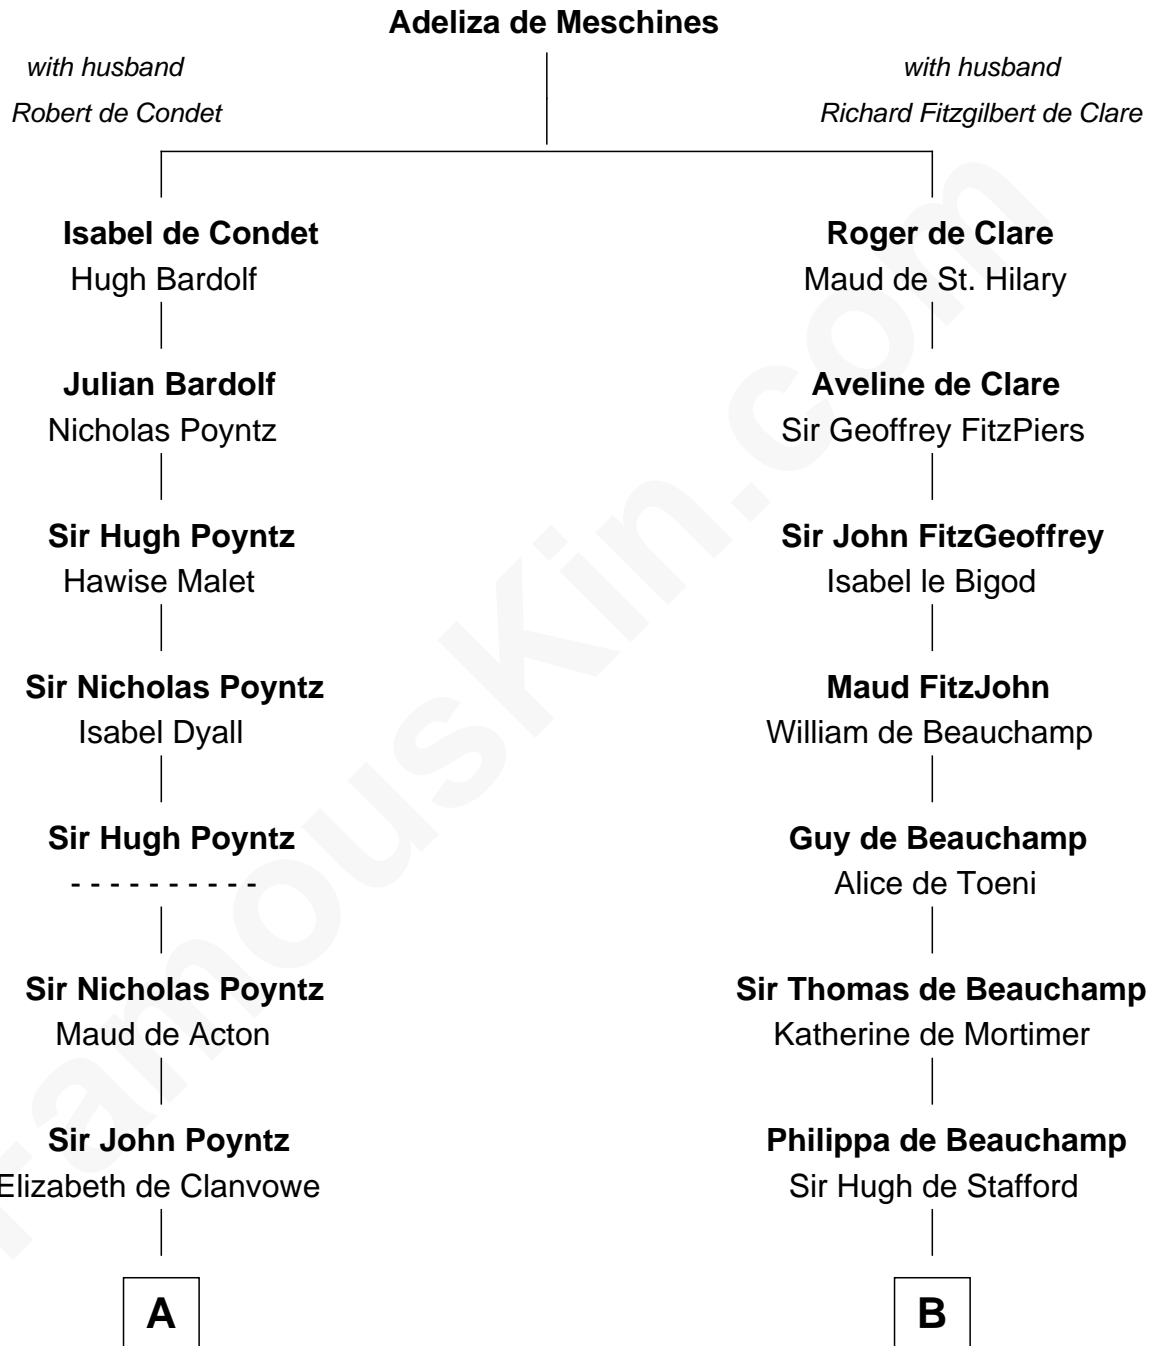 Adeliza de Meschines
with husband
Robert de Condet
with husband
Richard Fitzgilbert de Clare
Isabel de Condet
Hugh Bardolf
Roger de Clare
Maud de St. Hilary
Julian Bardolf
Nicholas Poyntz
Aveline de Clare
Sir Geoffrey FitzPiers
Sir Hugh Poyntz
Hawise Malet
Sir John FitzGeoffrey
Isabel le Bigod
Sir Nicholas Poyntz
Isabel Dyall
Maud FitzJohn
William de Beauchamp
Sir Hugh Poyntz
- - - - - - - - - -
Guy de Beauchamp
Alice de Toeni
Sir Nicholas Poyntz
Maud de Acton
Sir Thomas de Beauchamp
Katherine de Mortimer
Sir John Poyntz
Elizabeth de Clanvowe
Philippa de Beauchamp
Sir Hugh de Stafford
A
B
FamousKin.com